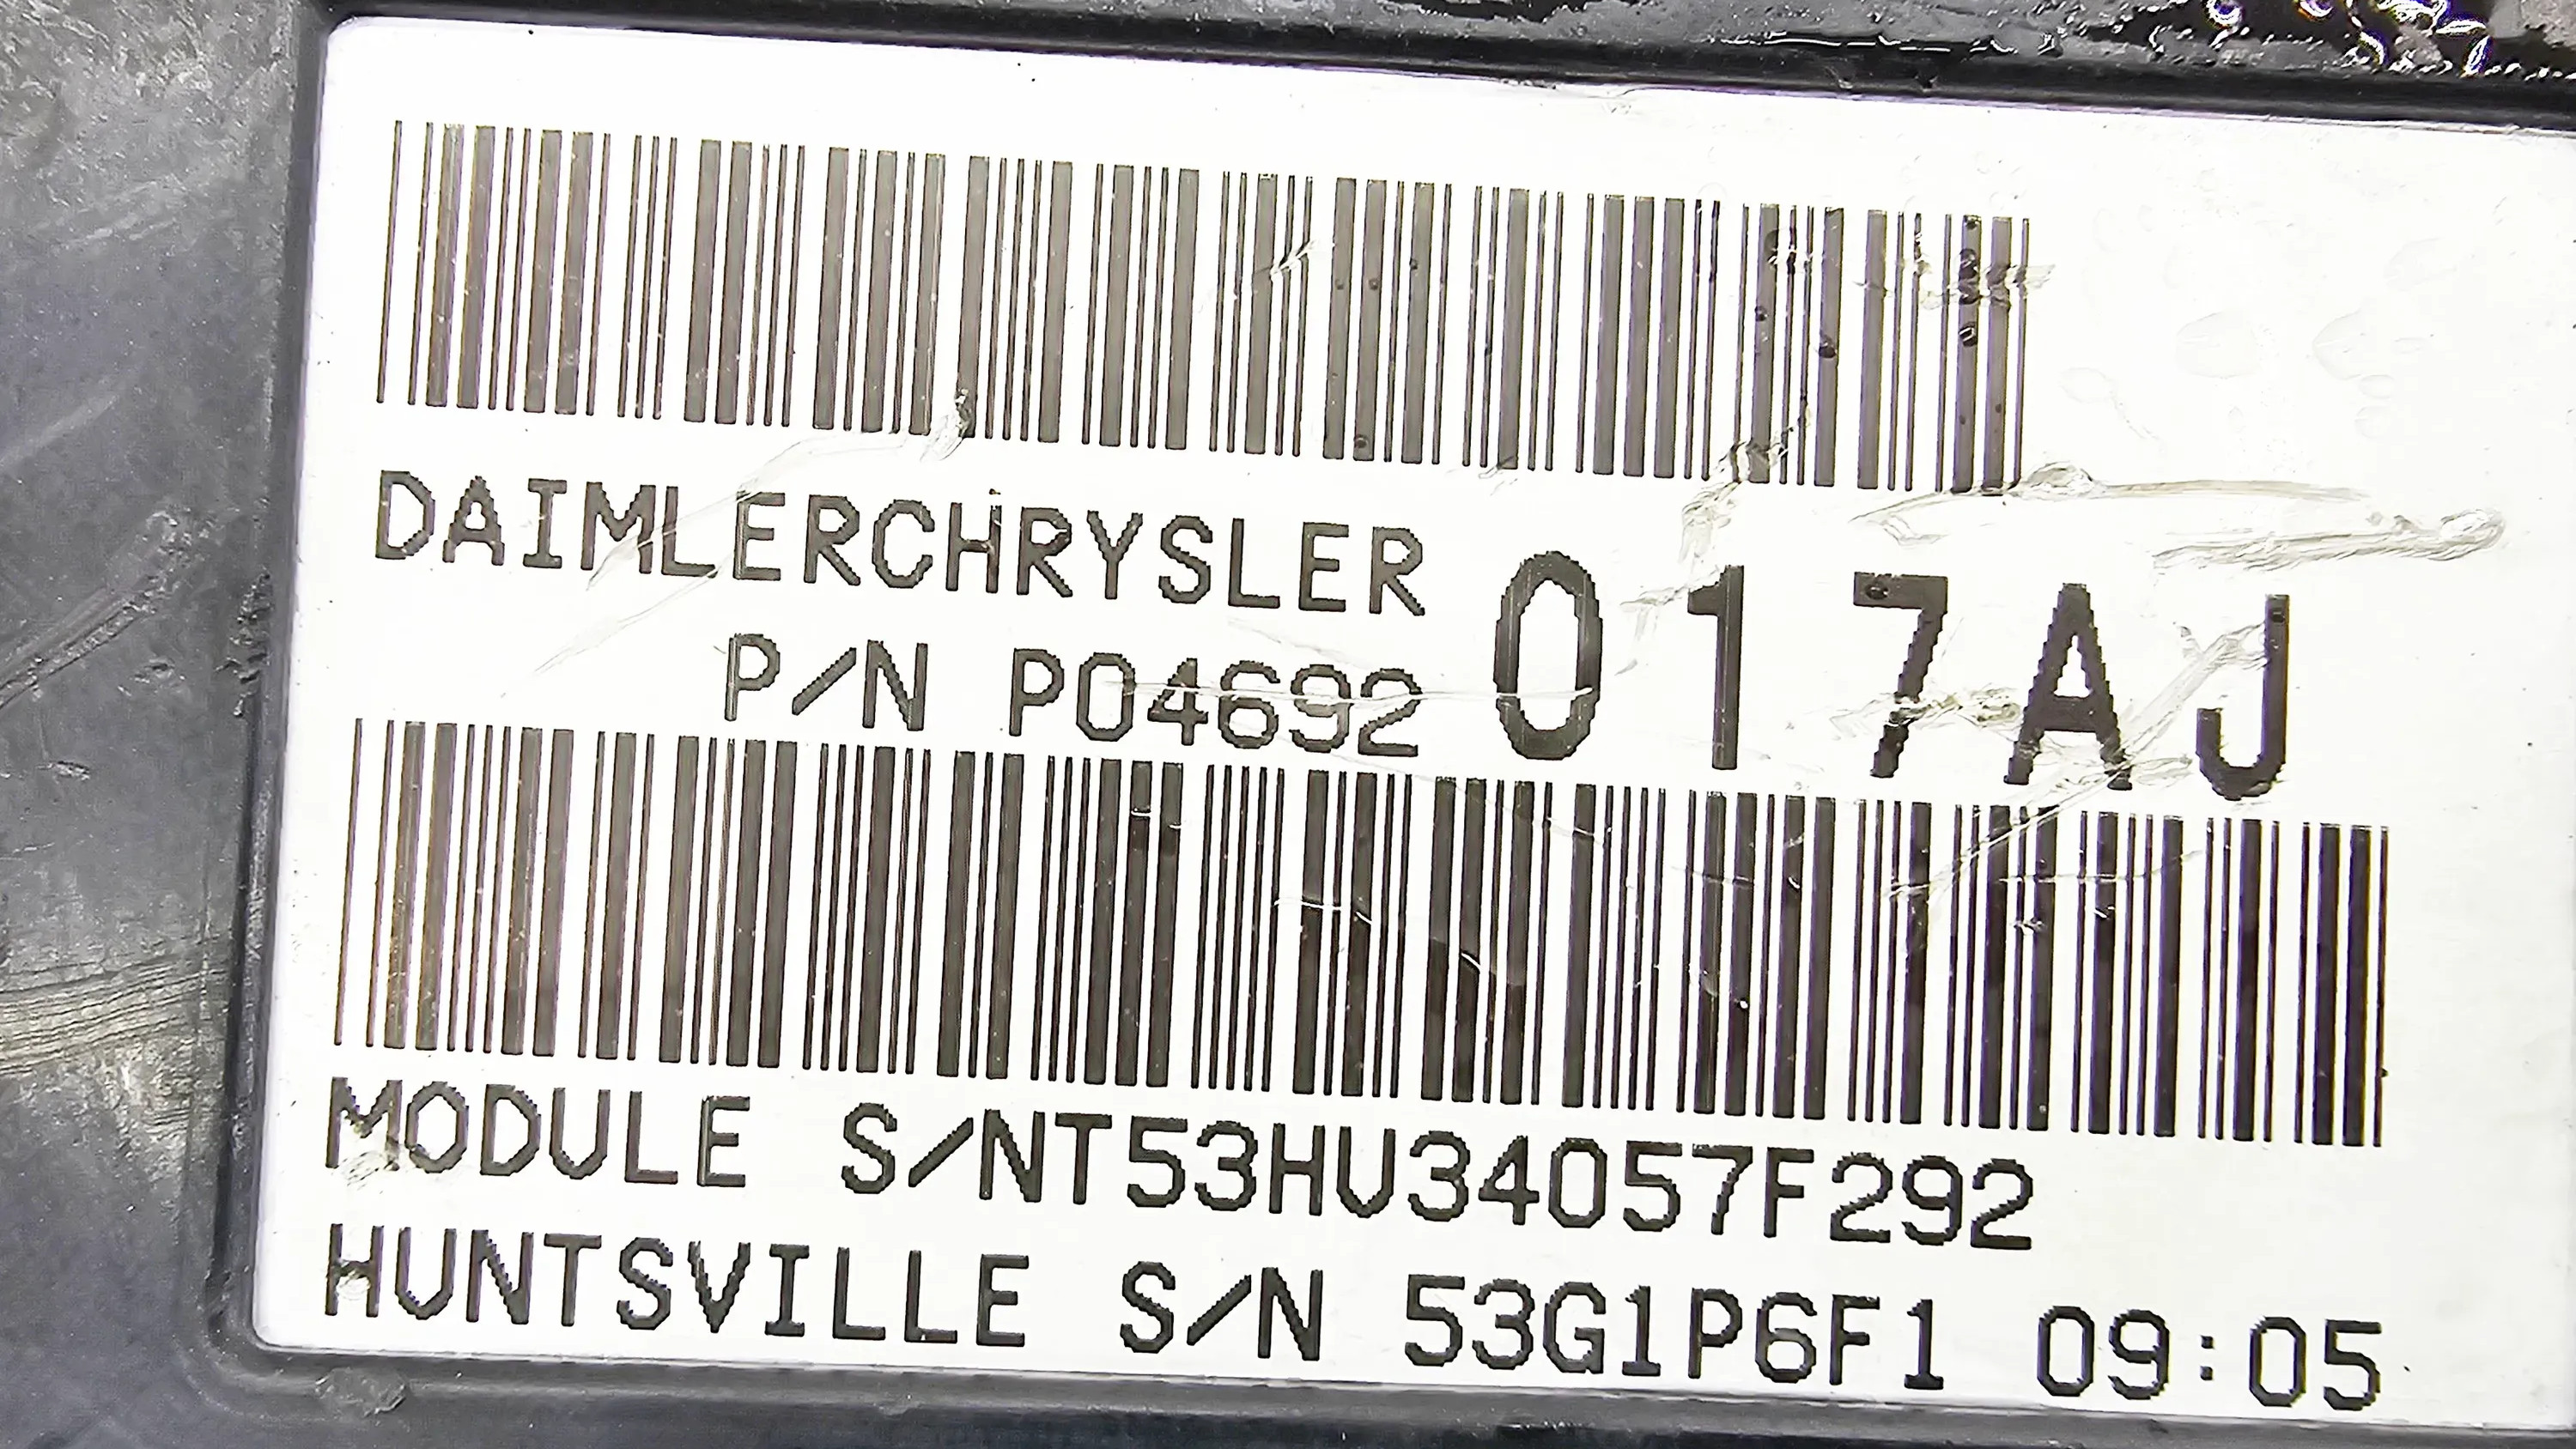 DAIMLERCHRYSLER
P/N P04692 017AJ
MODULE S/NT53HU34057F292
HUNTSVILLE S/N 53G1P6F1 09:05